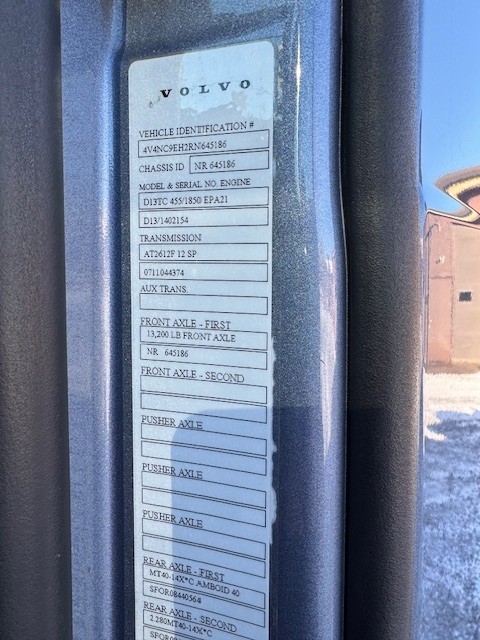 VOLVO
VEHICLE IDENTIFICATION #
4V4NC9EH2RN645186
CHASSIS ID NR 645186
MODEL & SERIAL NO. ENGINE
D13TC 455/1850 EPA21
D13/1402154
TRANSMISSION
AT2612F 12 SP
0711044374
AUX TRANS.
FRONT AXLE - FIRST
13,200 LB FRONT AXLE
NR 645186
FRONT AXLE - SECOND
PUSHER AXLE
PUSHER AXLE
PUSHER AXLE
REAR AXLE - FIRST
MT40-14X*C AMBOID 40
SFOR08440564
REAR AXLE - SECOND
2.280MT40-14X*C